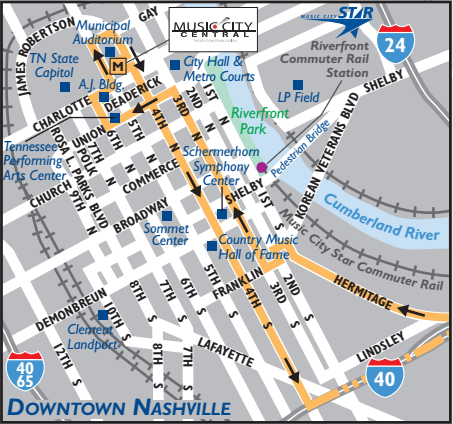 JAMES ROBERTSON
Municipal
Auditorium
GAY
MUSIC CITY
CENTRAL
MUSIC CITY
STAR
24
TN State
Capitol
M
City Hall &
Metro Courts
Riverfront
Commuter Rail
Station
A.J. Bldg.
DEADERICK
LP Field
SHELBY
CHARLOTTE
UNION
3RD N
2ND N
1ST N
Riverfront
Park
Pedestrian Bridge
KOREAN VETERANS BLVD
Tennessee
Performing
Arts Center
ROSA L. PARKS BLVD
POLK
7TH N
6TH N
5TH N
4TH N
Schermerhorn
Symphony
Center
CHURCH
9TH N
COMMERCE
SHELBY
1ST S
Cumberland River
BROADWAY
Sommet
Center
Country Music
Hall of Fame
Music City Star Commuter Rail
DEMONBREUN
10TH S
8TH S
7TH S
6TH S
5TH S
FRANKLIN
4TH S
3RD S
2ND S
HERMITAGE
Clement
Landport
12TH S
8TH S
7TH S
LAFAYETTE
LINDSLEY
40
65
40
DOWNTOWN NASHVILLE